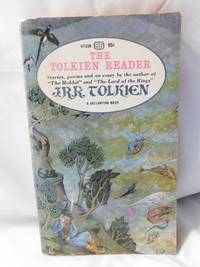 95¢
THE
TOLKIEN READER
Stories, poems and an essay by the author of
"The Hobbit" and "The Lord of the Rings"
J.R.R. TOLKIEN
A BALLANTINE BOOK